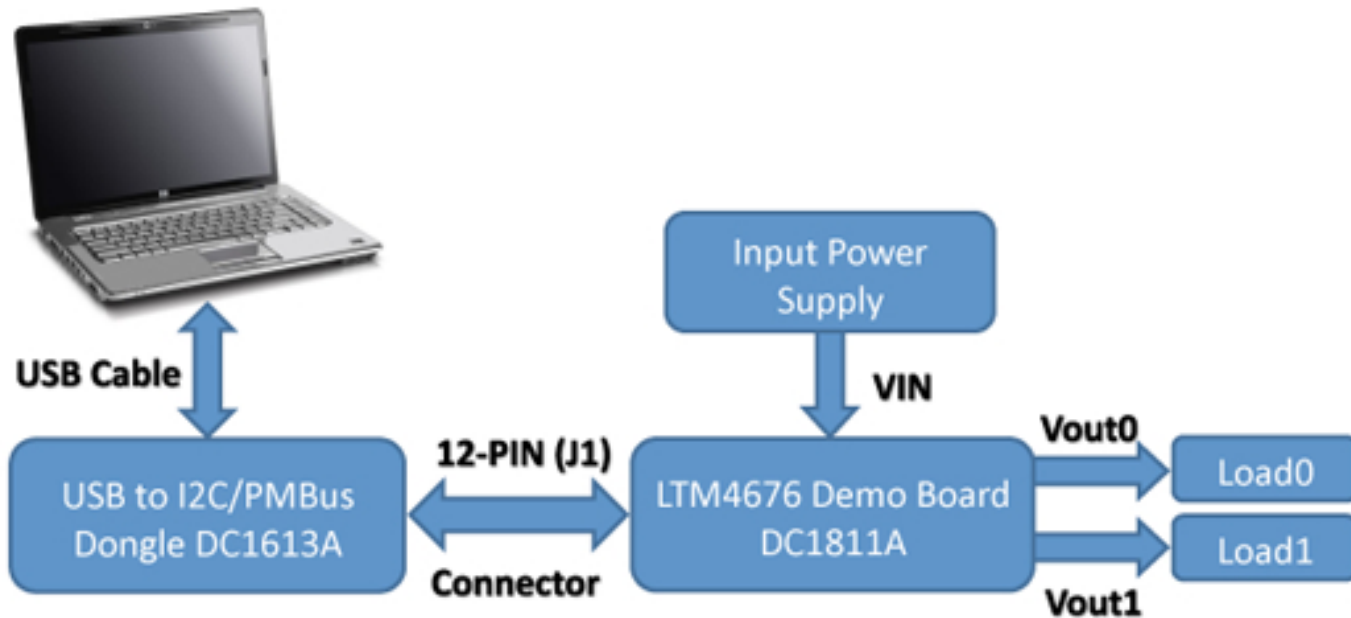 Input Power
Supply
USB Cable
VIN
12-PIN (J1)
Vout0
USB to I2C/PMBus
Dongle DC1613A
LTM4676 Demo Board
DC1811A
Load0
Load1
Connector
Vout1